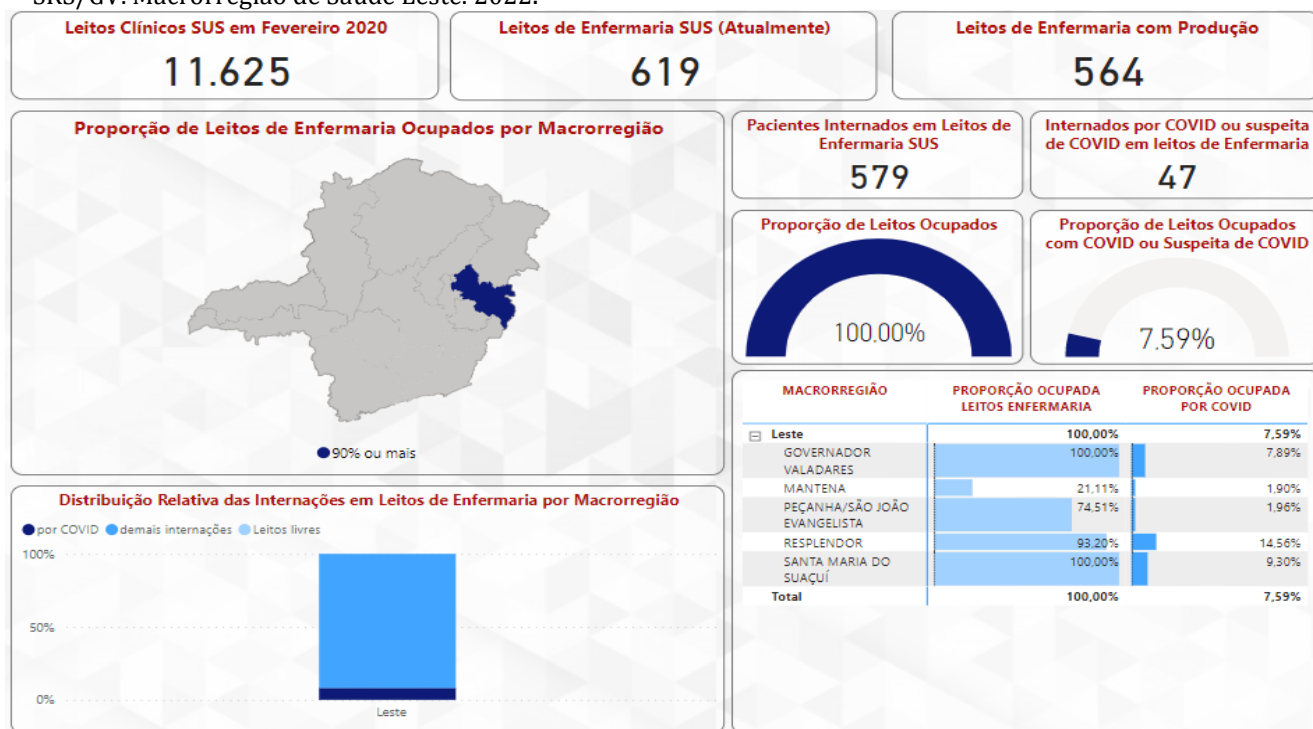 SRS/GV. Macrorregião de Saúde Leste. 2022.
Leitos Clínicos SUS em Fevereiro 2020
11.625
Leitos de Enfermaria SUS (Atualmente)
619
Leitos de Enfermaria com Produção
564
Proporção de Leitos de Enfermaria Ocupados por Macrorregião
90% ou mais
Pacientes Internados em Leitos de
Enfermaria SUS
579
Internados por COVID ou suspeita
de COVID em leitos de Enfermaria
47
Proporção de Leitos Ocupados
100.00%
Proporção de Leitos Ocupados
com COVID ou Suspeita de COVID
7.59%
Distribuição Relativa das Internações em Leitos de Enfermaria por Macrorregião
por COVID demais internações Leitos livres
100%
50%
0%
Leste
MACRORREGIÃO PROPORÇÃO OCUPADA PROPORÇÃO OCUPADA
LEITOS ENFERMARIA POR COVID
Leste 100,00% 7,59%
GOVERNADOR 100,00% 7,89%
VALADARES
MANTENA 21,11% 1,90%
PEÇANHA/SÃO JOÃO 74,51% 1,96%
EVANGELISTA
RESPLENDOR 93,20% 14,56%
SANTA MARIA DO 100,00% 9,30%
SUAÇUÍ
Total 100,00% 7,59%